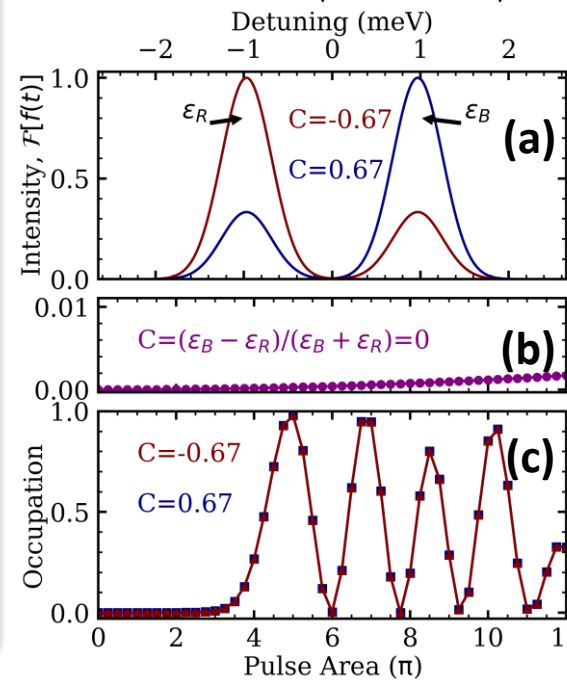 Detuning (meV)
−2 −1 0 1 2
Intensity, F[f(t)]
1.0
0.5
0.0
ε_R
ε_B
C=-0.67
C=0.67
(a)
0.01
0.00
C=(ε_B − ε_R)/(ε_B + ε_R)=0
(b)
Occupation
1.0
0.5
0.0
C=-0.67
C=0.67
(c)
0 2 4 6 8 10 1
Pulse Area (π)